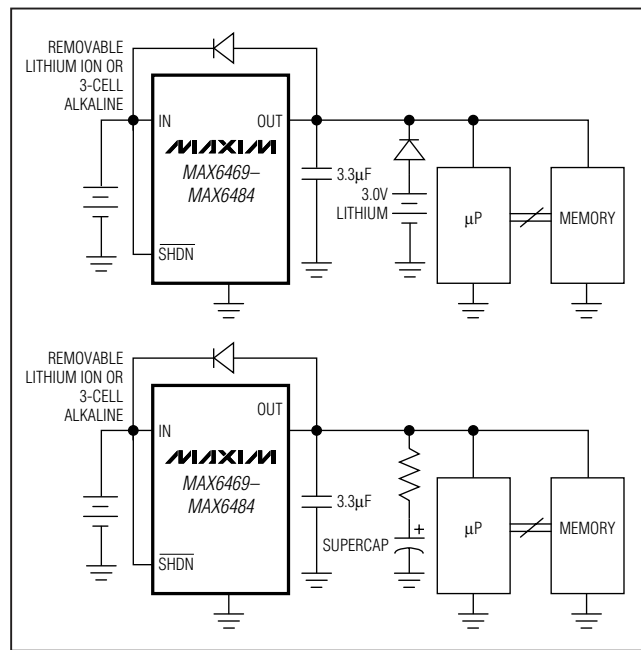 REMOVABLE
LITHIUM ION OR
3-CELL
ALKALINE
IN
OUT
MAXIM
MAX6469–
MAX6484
SHDN
3.3µF
3.0V
LITHIUM
µP
MEMORY
REMOVABLE
LITHIUM ION OR
3-CELL
ALKALINE
IN
OUT
MAXIM
MAX6469–
MAX6484
SHDN
3.3µF
+
SUPERCAP
µP
MEMORY